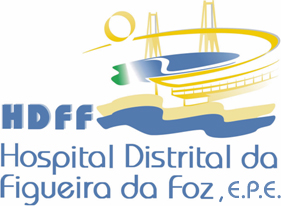 HDFF
Hospital Distrital da
Figueira da Foz, E.P.E.